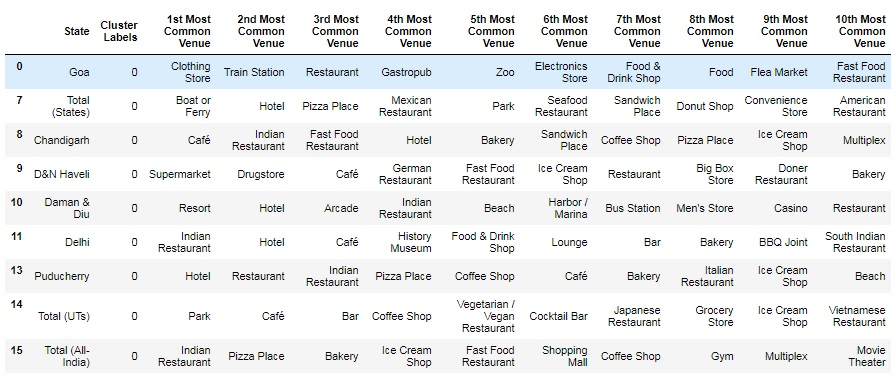 State Cluster Labels 1st Most Common Venue 2nd Most Common Venue 3rd Most Common Venue 4th Most Common Venue 5th Most Common Venue 6th Most Common Venue 7th Most Common Venue 8th Most Common Venue 9th Most Common Venue 10th Most Common Venue
0 Goa 0 Clothing Store Train Station Restaurant Gastropub Zoo Electronics Store Food & Drink Shop Food Flea Market Fast Food Restaurant
7 Total (States) 0 Boat or Ferry Hotel Pizza Place Mexican Restaurant Park Seafood Restaurant Sandwich Place Donut Shop Convenience Store American Restaurant
8 Chandigarh 0 Café Indian Restaurant Fast Food Restaurant Hotel Bakery Sandwich Place Coffee Shop Pizza Place Ice Cream Shop Multiplex
9 D&N Haveli 0 Supermarket Drugstore Café German Restaurant Fast Food Restaurant Ice Cream Shop Restaurant Big Box Store Doner Restaurant Bakery
10 Daman & Diu 0 Resort Hotel Arcade Indian Restaurant Beach Harbor / Marina Bus Station Men's Store Casino Restaurant
11 Delhi 0 Indian Restaurant Hotel Café History Museum Food & Drink Shop Lounge Bar Bakery BBQ Joint South Indian Restaurant
13 Puducherry 0 Hotel Restaurant Indian Restaurant Pizza Place Coffee Shop Café Bakery Italian Restaurant Ice Cream Shop Beach
14 Total (UTs) 0 Park Café Bar Coffee Shop Vegetarian / Vegan Restaurant Cocktail Bar Japanese Restaurant Grocery Store Ice Cream Shop Vietnamese Restaurant
15 Total (All-India) 0 Indian Restaurant Pizza Place Bakery Ice Cream Shop Fast Food Restaurant Shopping Mall Coffee Shop Gym Multiplex Movie Theater